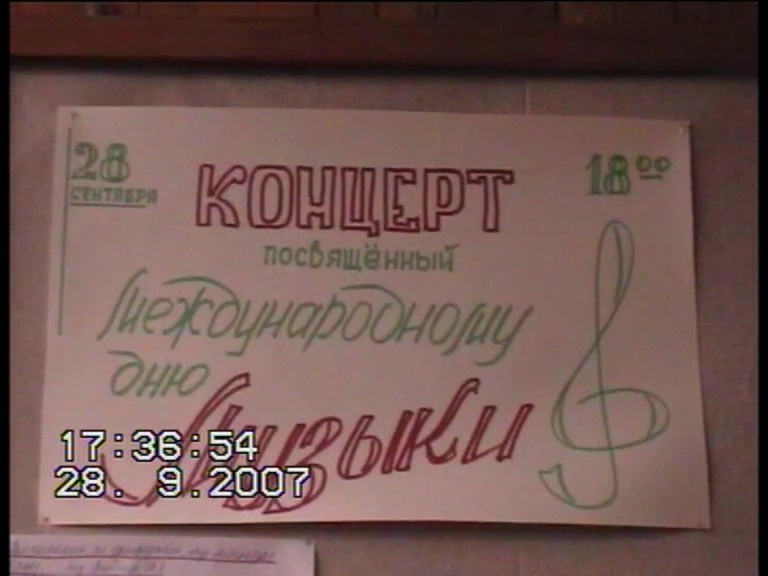 28
СЕНТЯБРЯ
18⁰⁰
КОНЦЕРТ
посвящённый
Международному
дню
Музыки
17:36:54
28. 9.2007